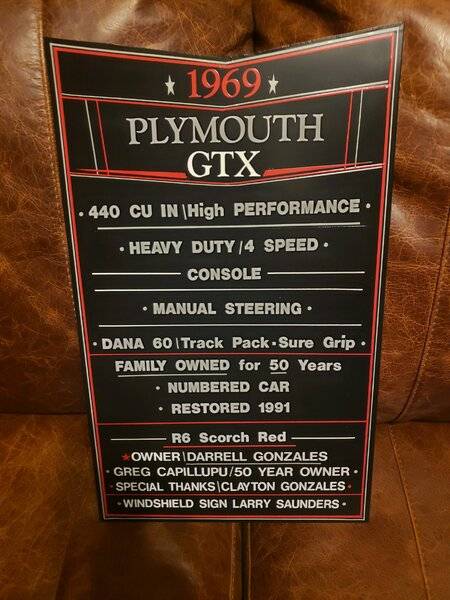 ★ 1969 ★
PLYMOUTH
GTX
• 440 CU IN\High PERFORMANCE •
• HEAVY DUTY/4 SPEED •
CONSOLE
• MANUAL STEERING •
• DANA 60\Track Pack-Sure Grip •
FAMILY OWNED for 50 Years
• NUMBERED CAR
• RESTORED 1991
R6 Scorch Red
★OWNER\DARRELL GONZALES
• GREG CAPILLUPU/50 YEAR OWNER •
• SPECIAL THANKS\CLAYTON GONZALES •
• WINDSHIELD SIGN LARRY SAUNDERS •